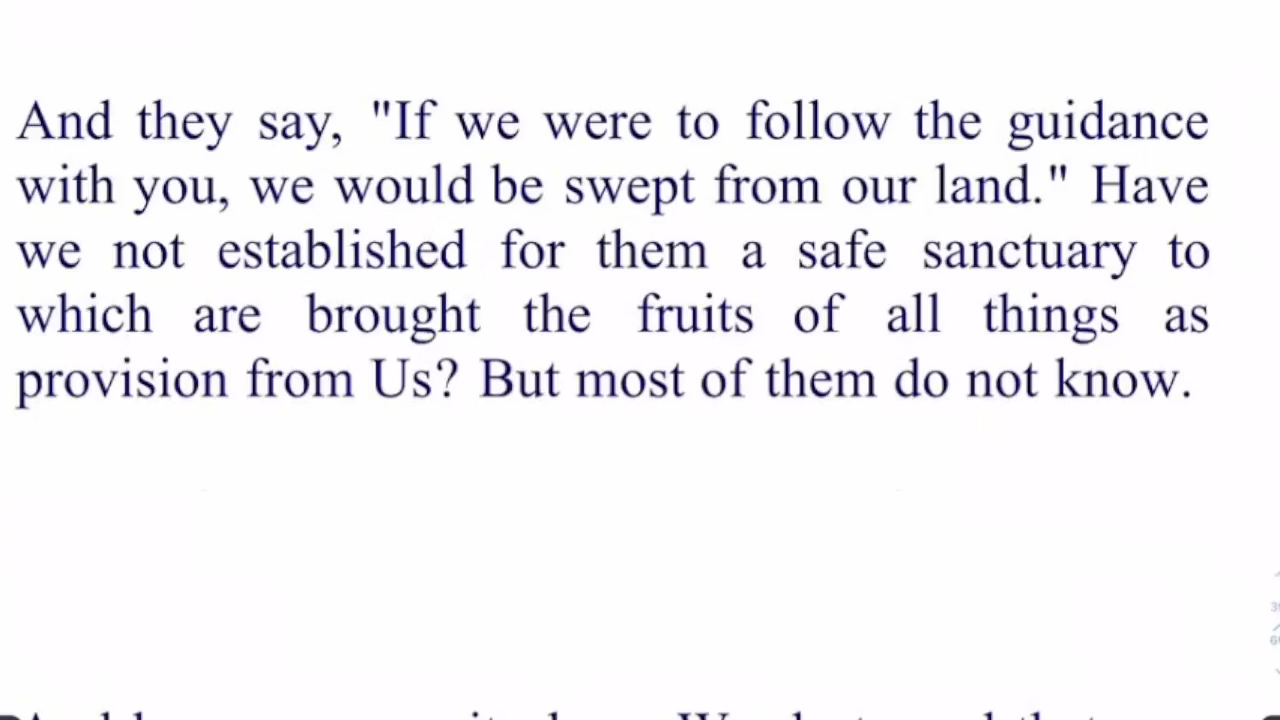 And they say, "If we were to follow the guidance
with you, we would be swept from our land." Have
we not established for them a safe sanctuary to
which are brought the fruits of all things as
provision from Us? But most of them do not know.